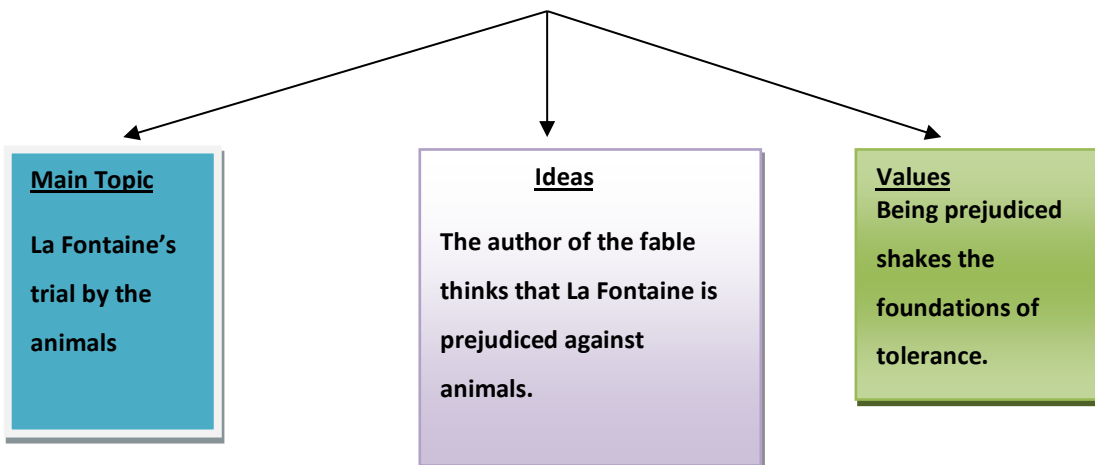 Main Topic
La Fontaine’s
trial by the
animals
Ideas
The author of the fable
thinks that La Fontaine is
prejudiced against
animals.
Values
Being prejudiced
shakes the
foundations of
tolerance.